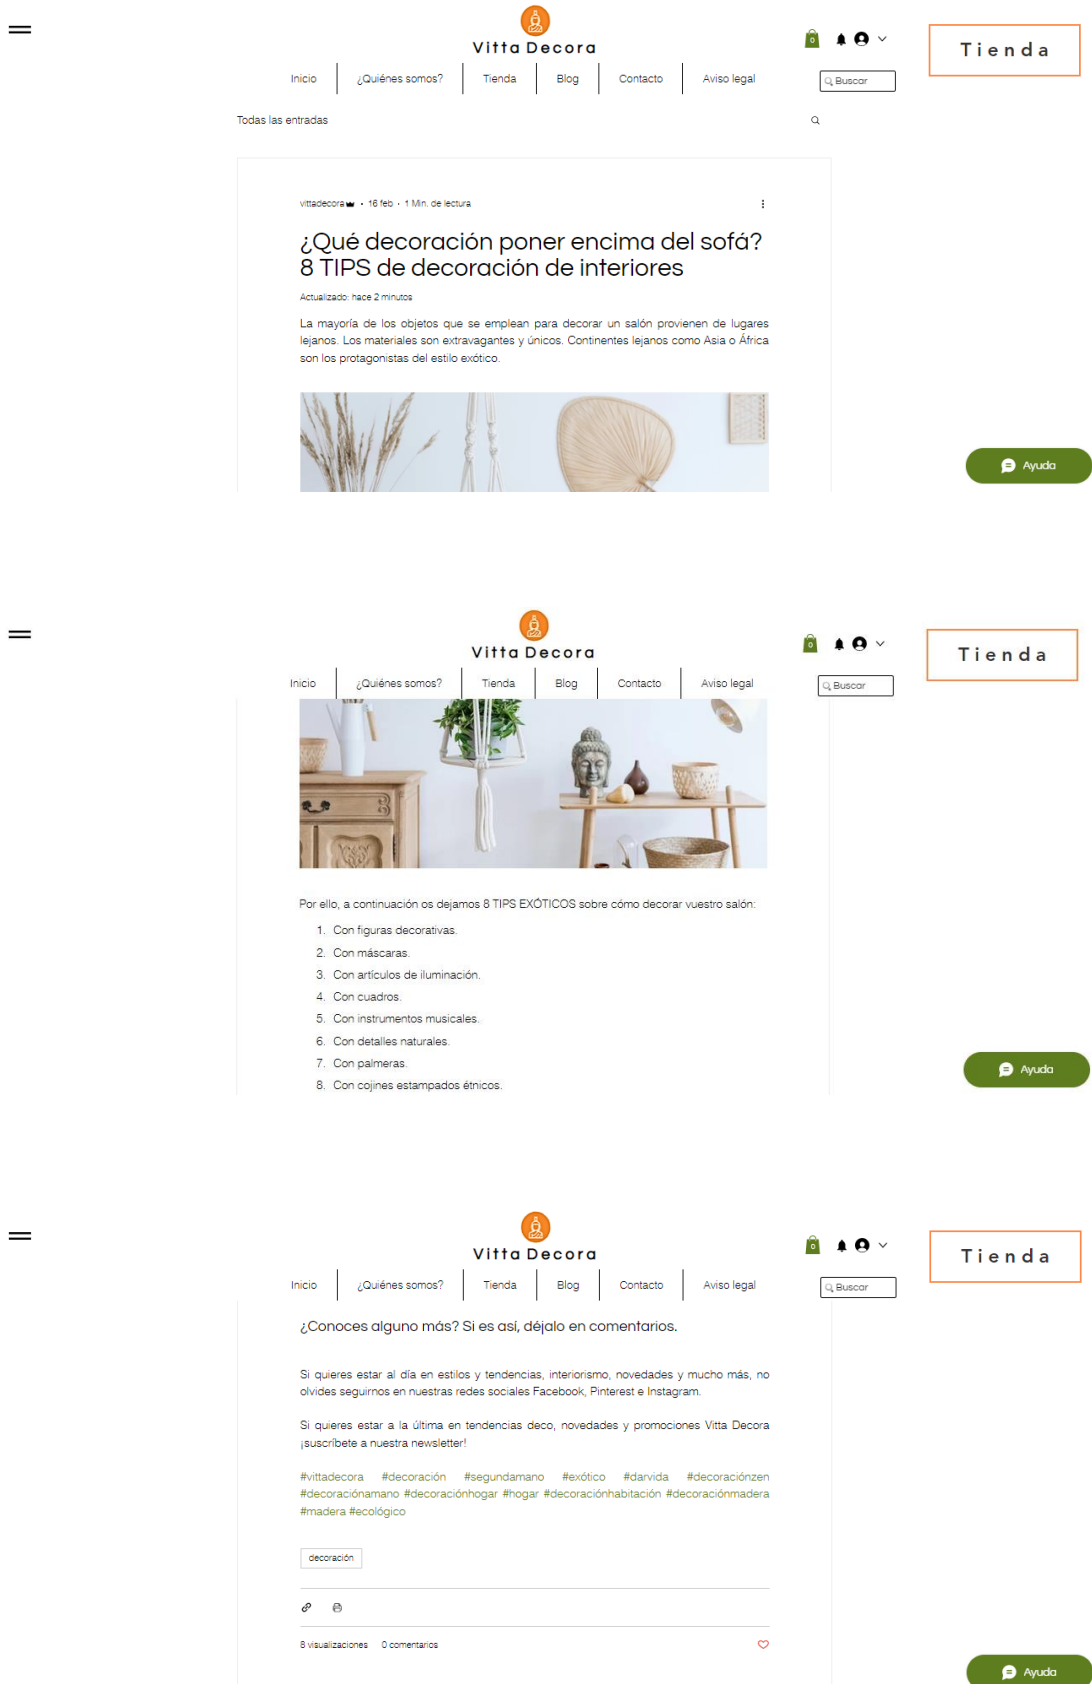 Vitta Decora
0
Tienda
Inicio
¿Quiénes somos?
Tienda
Blog
Contacto
Aviso legal
Buscar
Todas las entradas
vittadecora • 16 feb • 1 Min. de lectura
¿Qué decoración poner encima del sofá?
8 TIPS de decoración de interiores
Actualizado: hace 2 minutos
La mayoría de los objetos que se emplean para decorar un salón provienen de lugares
lejanos. Los materiales son extravagantes y únicos. Continentes lejanos como Asia o África
son los protagonistas del estilo exótico.
Ayuda
Vitta Decora
0
Tienda
Inicio
¿Quiénes somos?
Tienda
Blog
Contacto
Aviso legal
Buscar
Por ello, a continuación os dejamos 8 TIPS EXÓTICOS sobre cómo decorar vuestro salón:
1. Con figuras decorativas.
2. Con máscaras.
3. Con artículos de iluminación.
4. Con cuadros.
5. Con instrumentos musicales.
6. Con detalles naturales.
7. Con palmeras.
8. Con cojines estampados étnicos.
Ayuda
Vitta Decora
0
Tienda
Inicio
¿Quiénes somos?
Tienda
Blog
Contacto
Aviso legal
Buscar
¿Conoces alguno más? Si es así, déjalo en comentarios.
Si quieres estar al día en estilos y tendencias, interiorismo, novedades y mucho más, no
olvides seguirnos en nuestras redes sociales Facebook, Pinterest e Instagram.
Si quieres estar a la última en tendencias deco, novedades y promociones Vitta Decora
¡suscríbete a nuestra newsletter!
#vittadecora #decoración #segundamano #exótico #darvida #decoraciónzen
#decoraciónamano #decoraciónhogar #hogar #decoraciónhabitación #decoraciónmadera
#madera #ecológico
decoración
8 visualizaciones
0 comentarios
Ayuda